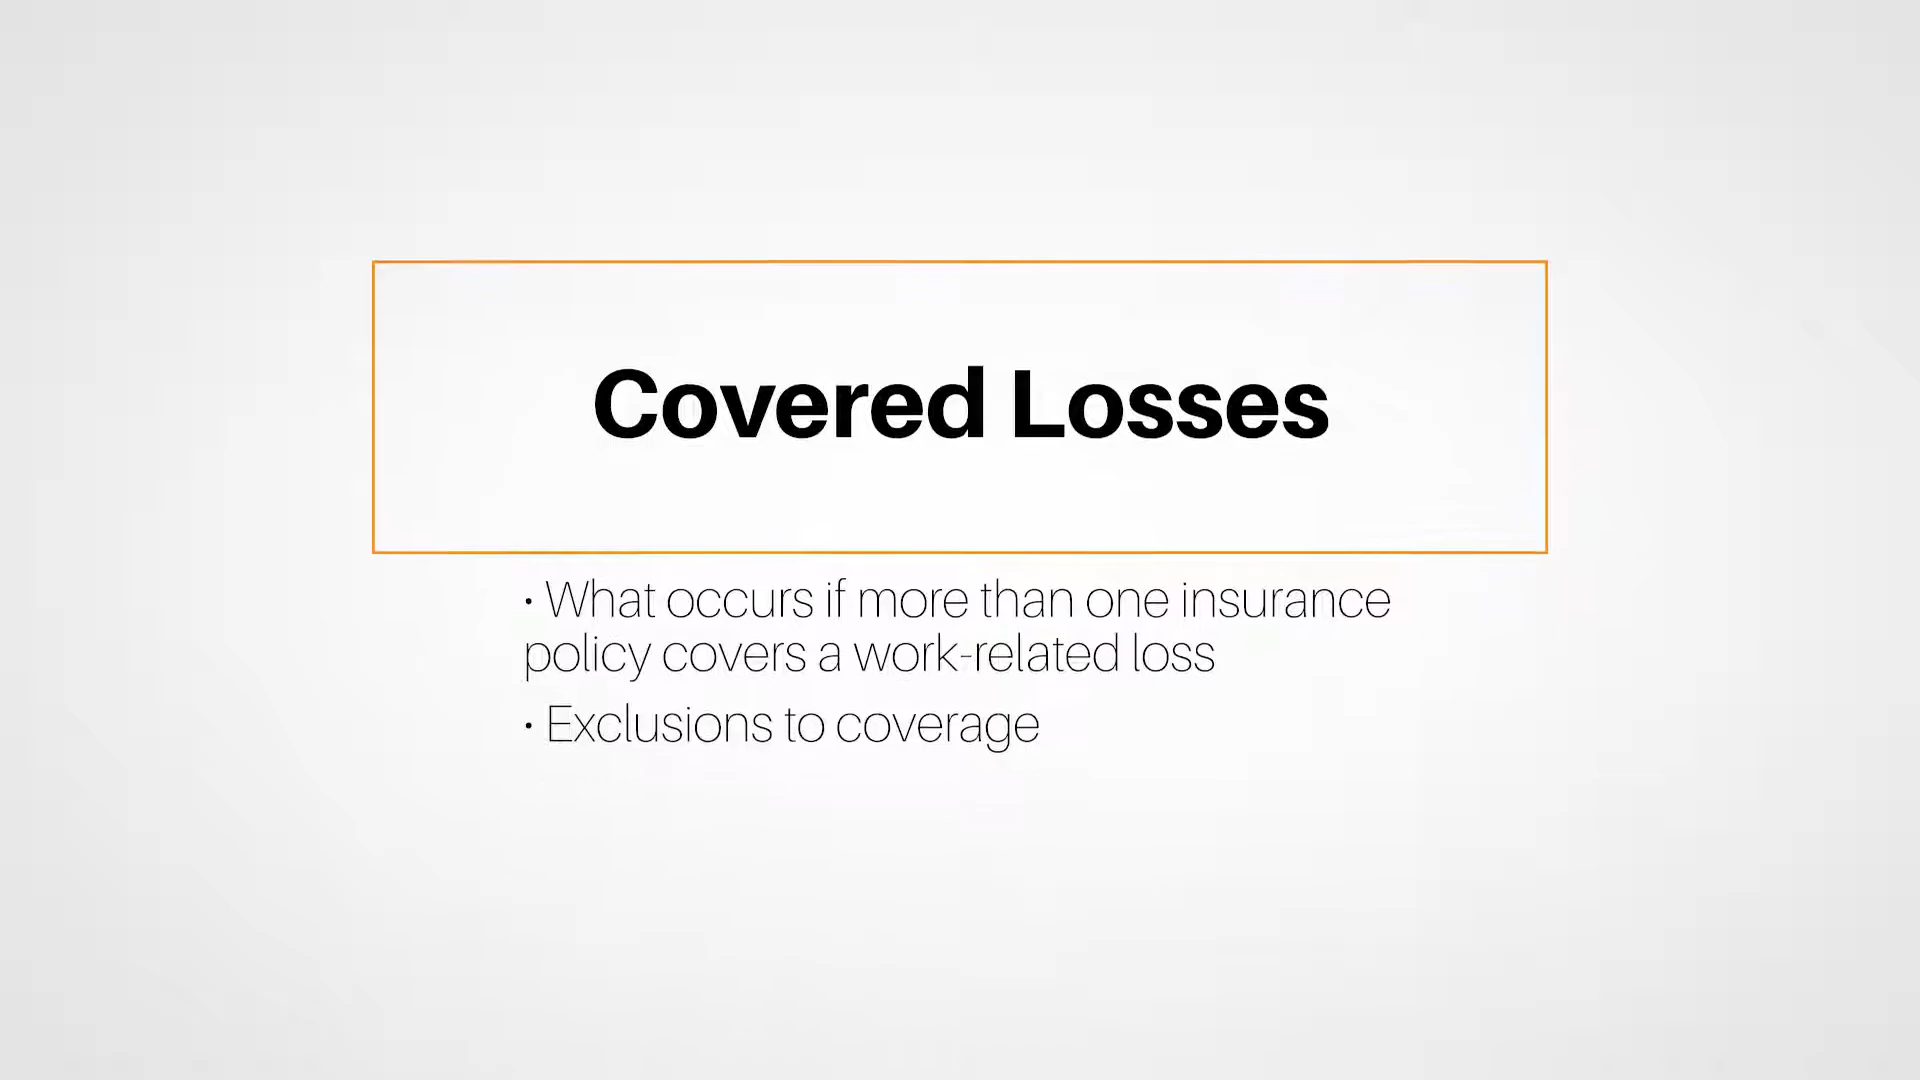 Covered Losses
• What occurs if more than one insurance
policy covers a work-related loss
• Exclusions to coverage